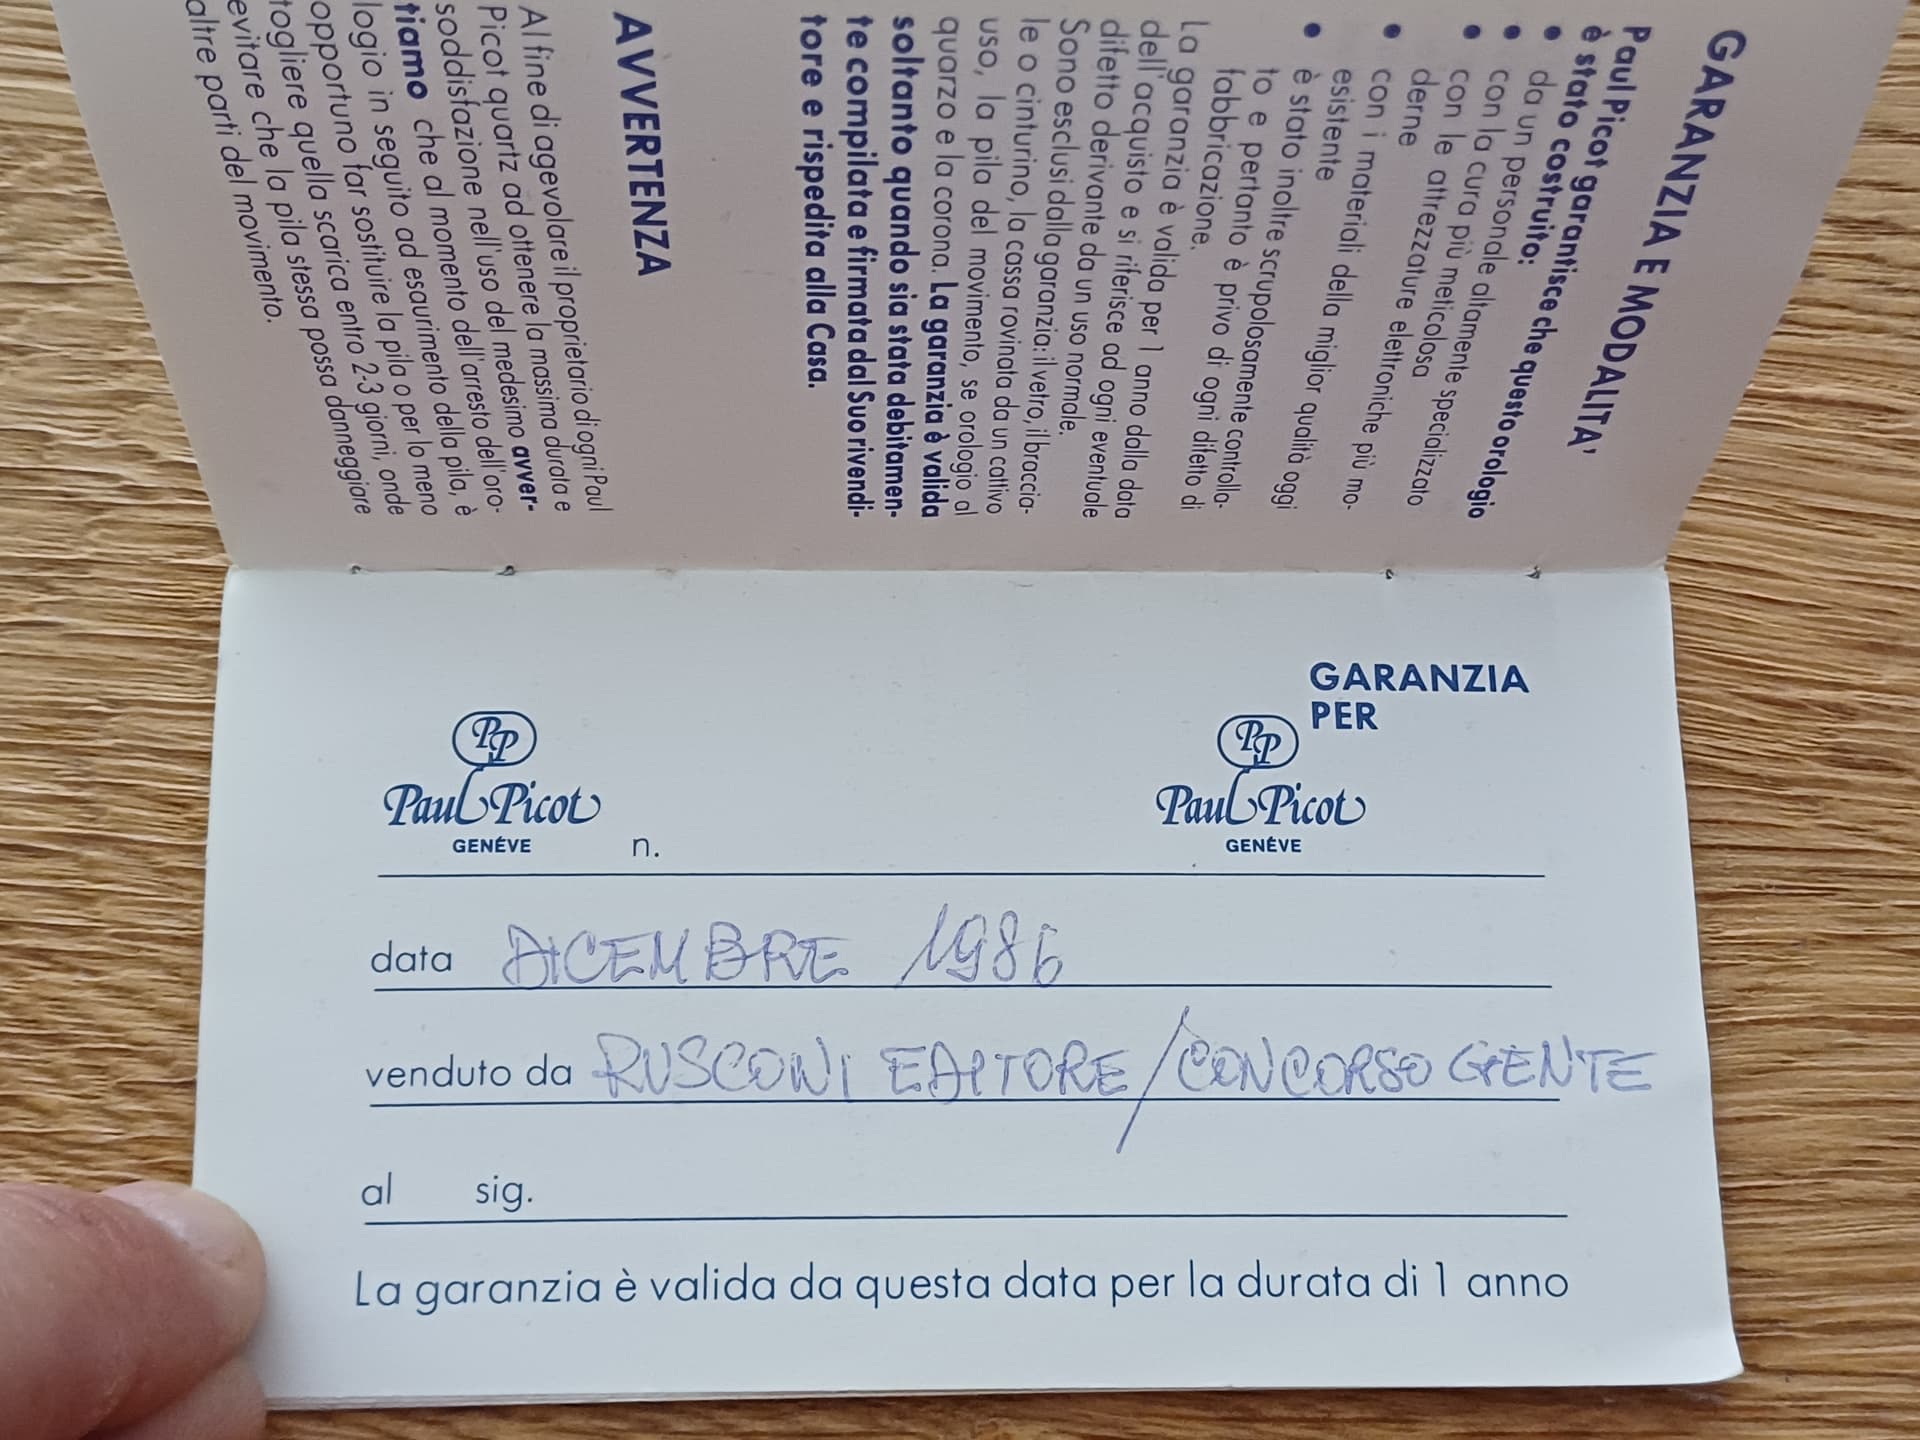 GARANZIA E MODALITA'
Paul Picot garantisce che questo orologio
è stato costruito:
• da un personale altamente specializzato
• con la cura più meticolosa
• con le attrezzature elettroniche più mo-
derne
• con i materiali della miglior qualità oggi
esistente
• è stato inoltre scrupolosamente controlla-
to e pertanto è privo di ogni difetto di
fabbricazione.
La garanzia è valida per 1 anno dalla data
dell'acquisto e si riferisce ad ogni eventuale
difetto derivante da un uso normale.
Sono esclusi dalla garanzia: il vetro, il braccia-
le o cinturino, la cassa rovinata da un cattivo
uso, la pila del movimento, se orologio al
quarzo e la corona. La garanzia è valida
soltanto quando sia stata debitamen-
te compilata e firmata dal Suo rivendi-
tore e rispedita alla Casa.
AVVERTENZA
Al fine di agevolare il proprietario di ogni Paul
Picot quartz ad ottenere la massima durata e
soddisfazione nell'uso del medesimo avver-
tiamo che al momento dell'arresto dell'oro-
logio in seguito ad esaurimento della pila, è
opportuno far sostituire la pila o per lo meno
togliere quella scarica entro 2-3 giorni, onde
evitare che la pila stessa possa danneggiare
altre parti del movimento.
GARANZIA
PER
PP PP
Paul Picot Paul Picot
GENÉVE n. GENÉVE
data DICEMBRE 1986
venduto da RUSCONI EDITORE/CONCORSO GENTE
al sig.
La garanzia è valida da questa data per la durata di 1 anno